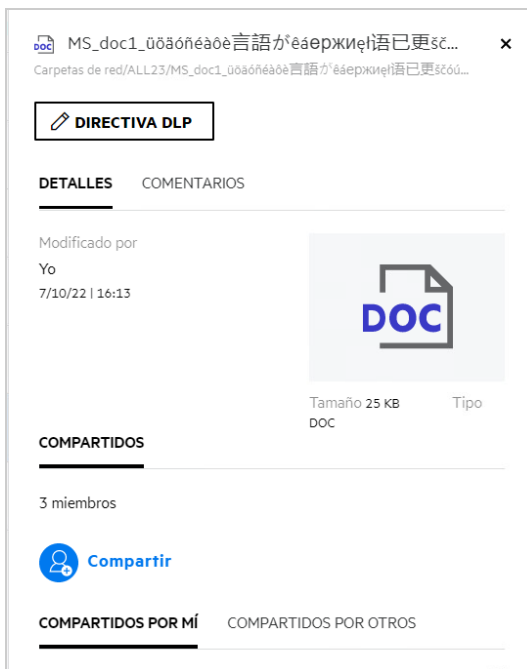 MS_doc1_üöäóñéàôè言語がêáержиęł语已更šč...
Carpetas de red/ALL23/MS_doc1_üöäóñéàôè言語がêáержиęł语已更ščóú...
DIRECTIVA DLP
DETALLES COMENTARIOS
Modificado por
Yo
7/10/22 | 16:13
DOC
Tamaño 25 KB Tipo
DOC
COMPARTIDOS
3 miembros
Compartir
COMPARTIDOS POR MÍ COMPARTIDOS POR OTROS